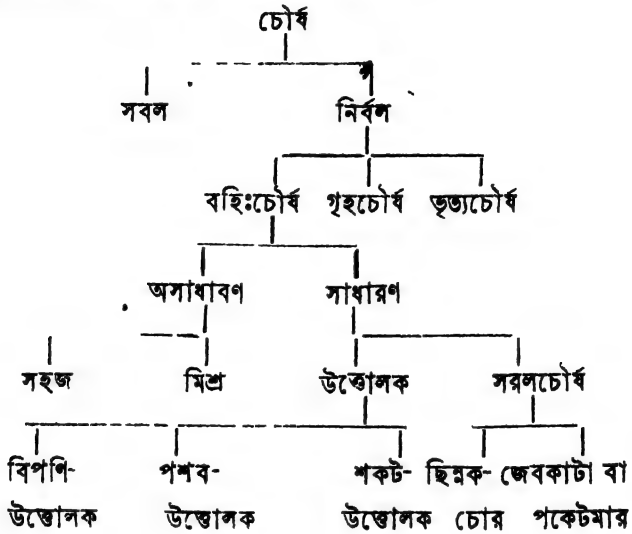 চৌর্য
সবল নির্বল
বহিঃচৌর্য গৃহচৌর্য ভৃত্যচৌর্য
অসাধাবণ সাধারণ
সহজ মিশ্র উত্তোলক সরলচৌর্য
বিপণি- পশব- শকট- ছিন্নক- জেবকাটা বা
উত্তোলক উত্তোলক উত্তোলক চোর পকেটমার